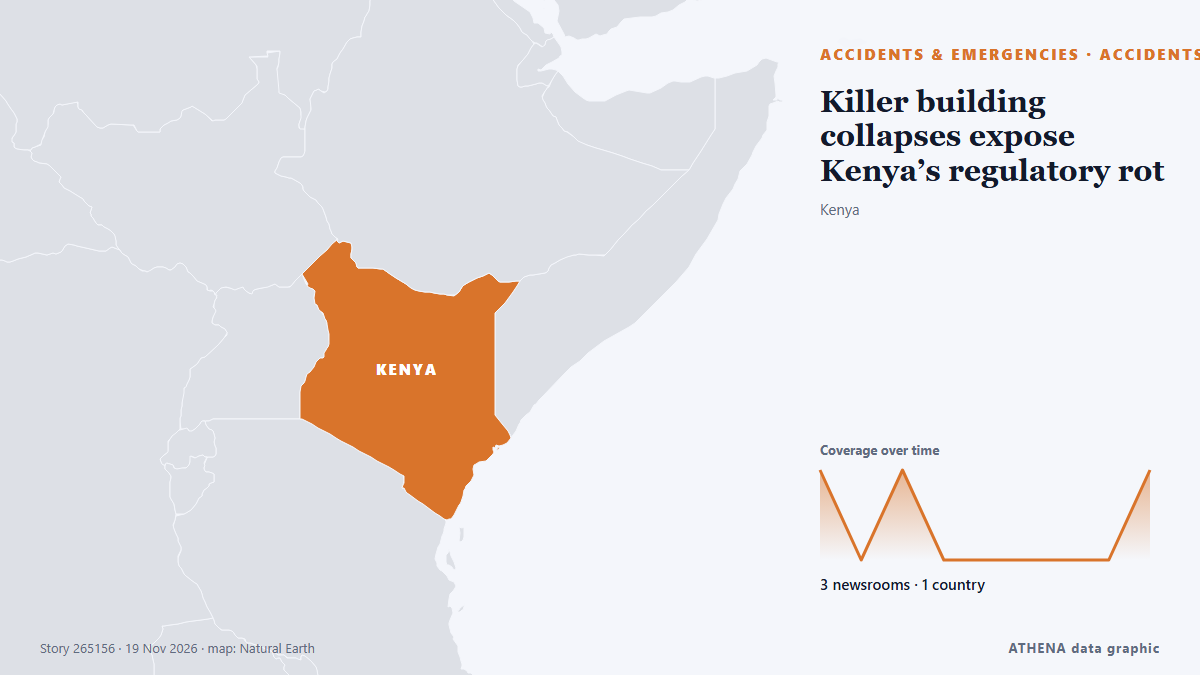 ACCIDENTS & EMERGENCIES · ACCIDENTS
Killer building
collapses expose
Kenya’s regulatory rot
Kenya
KENYA
Coverage over time
3 newsrooms · 1 country
Story 265156 · 19 Nov 2026 · map: Natural Earth
ATHENA data graphic